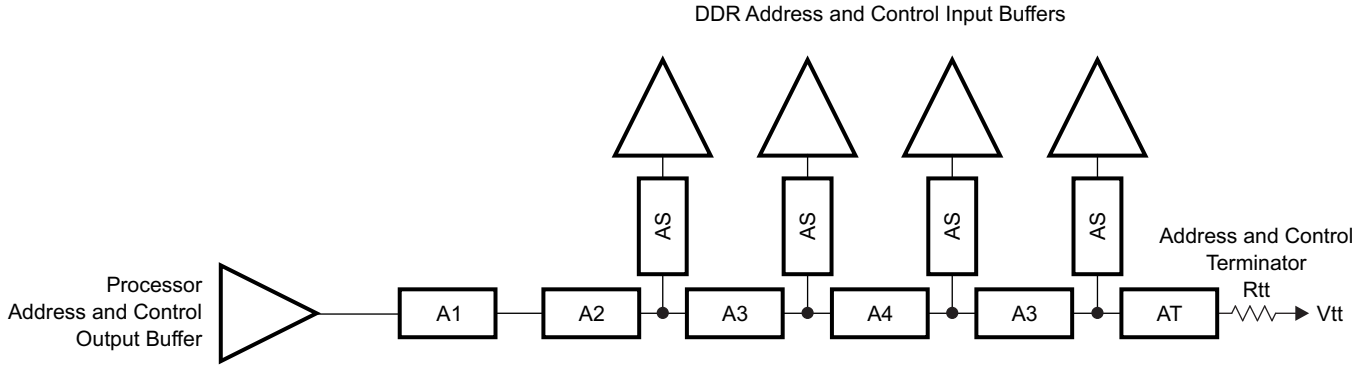 DDR Address and Control Input Buffers
AS
AS
AS
AS
Processor
Address and Control
Output Buffer
A1
A2
A3
A4
A3
AT
Address and Control
Terminator
Rtt
Vtt